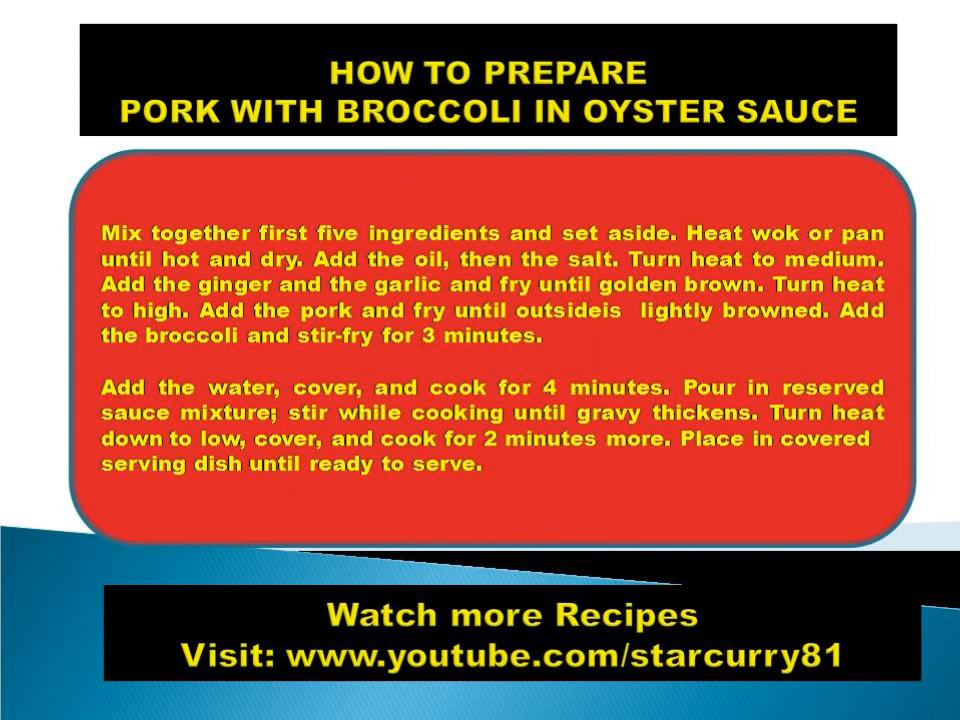 HOW TO PREPARE
PORK WITH BROCCOLI IN OYSTER SAUCE
Mix together first five ingredients and set aside. Heat wok or pan
until hot and dry. Add the oil, then the salt. Turn heat to medium.
Add the ginger and the garlic and fry until golden brown. Turn heat
to high. Add the pork and fry until outsideis lightly browned. Add
the broccoli and stir-fry for 3 minutes.
Add the water, cover, and cook for 4 minutes. Pour in reserved
sauce mixture; stir while cooking until gravy thickens. Turn heat
down to low, cover, and cook for 2 minutes more. Place in covered
serving dish until ready to serve.
Watch more Recipes
Visit: www.youtube.com/starcurry81